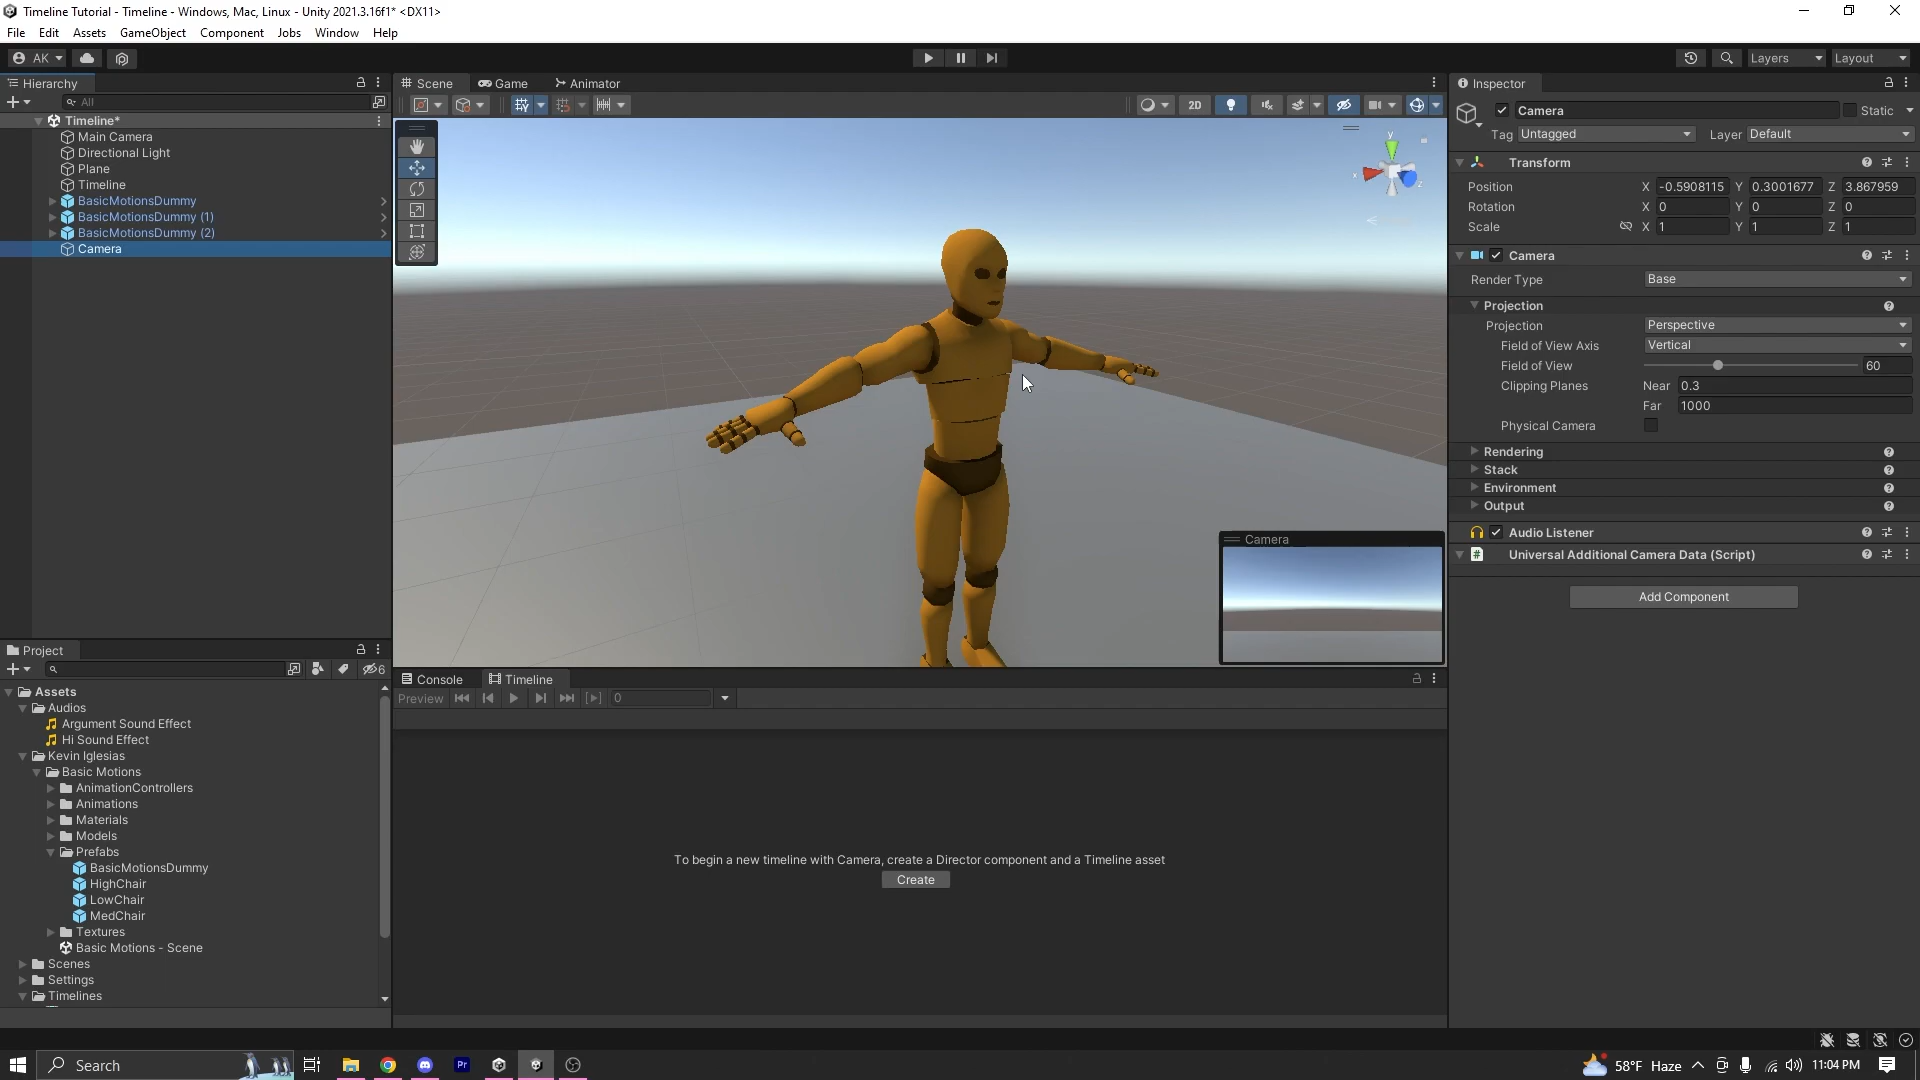 Timeline Tutorial - Timeline - Windows, Mac, Linux - Unity 2021.3.16f1* <DX11>
File Edit Assets GameObject Component Jobs Window Help
AK
Layers
Layout
Hierarchy
All
Timeline*
Main Camera
Directional Light
Plane
Timeline
BasicMotionsDummy
BasicMotionsDummy (1)
BasicMotionsDummy (2)
Camera
Scene
Game
Animator
2D
y
x
z
Camera
Inspector
Camera
Static
Tag Untagged
Layer Default
Transform
Position X -0.5908115 Y 0.3001677 Z 3.867959
Rotation X 0 Y 0 Z 0
Scale X 1 Y 1 Z 1
Camera
Render Type Base
Projection
Projection Perspective
Field of View Axis Vertical
Field of View 60
Clipping Planes Near 0.3
Far 1000
Physical Camera
Rendering
Stack
Environment
Output
Audio Listener
# Universal Additional Camera Data (Script)
Add Component
Project
6
Assets
Audios
Argument Sound Effect
Hi Sound Effect
Kevin Iglesias
Basic Motions
AnimationControllers
Animations
Materials
Models
Prefabs
BasicMotionsDummy
HighChair
LowChair
MedChair
Textures
Basic Motions - Scene
Scenes
Settings
Timelines
Console
Timeline
Preview
0
To begin a new timeline with Camera, create a Director component and a Timeline asset
Create
Search
Pr
58°F Haze
11:04 PM